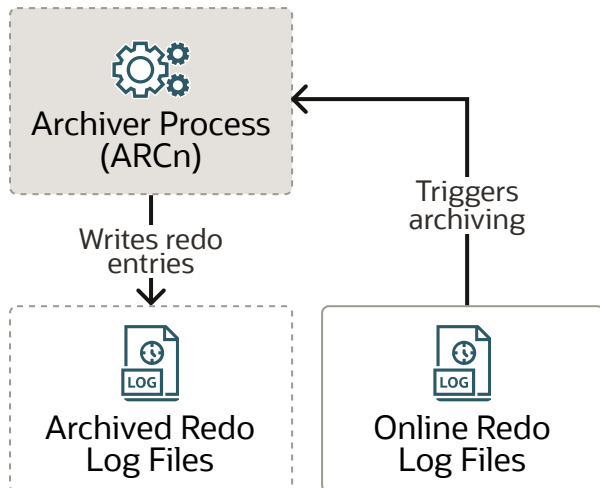 Archiver Process
(ARCn)
Triggers
archiving
Writes redo
entries
LOG
Archived Redo
Log Files
LOG
Online Redo
Log Files